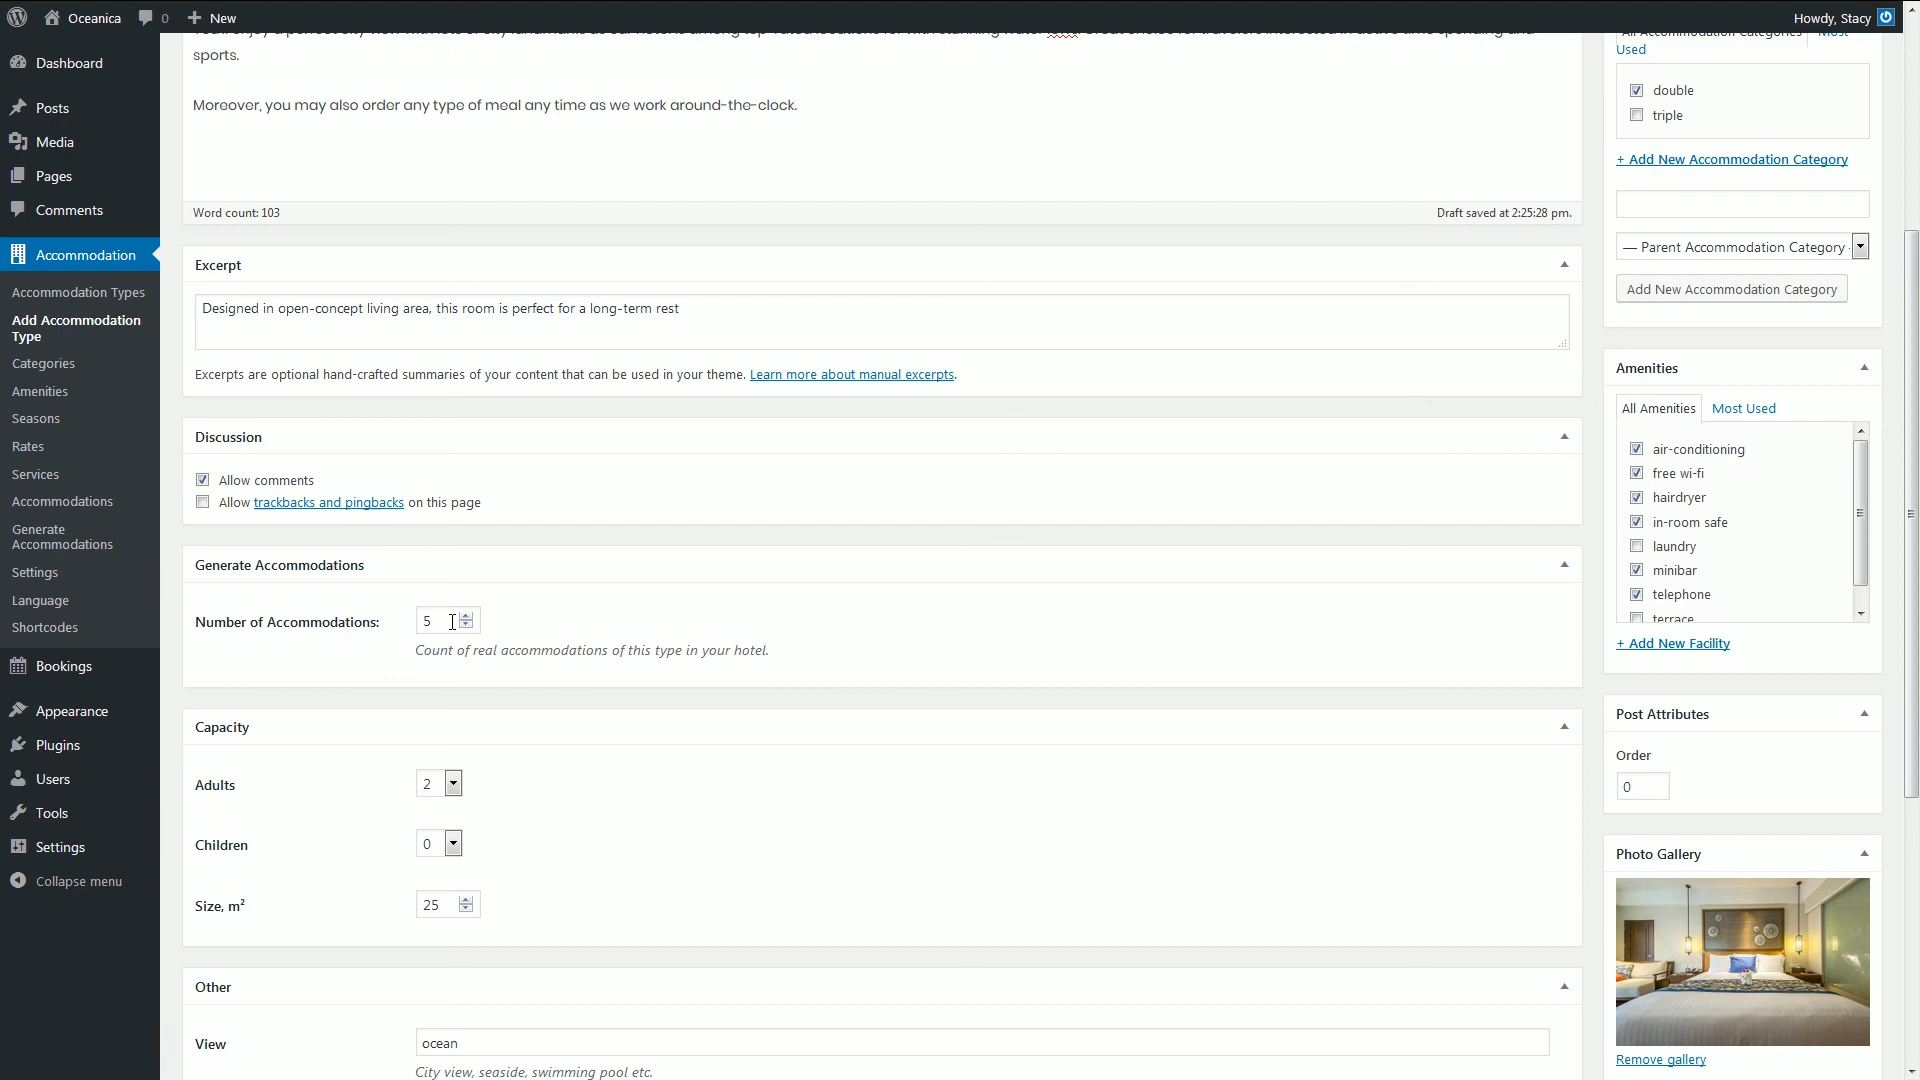 Oceanica
0
New
Howdy, Stacy
Dashboard
Posts
Media
Pages
Comments
Accommodation
Accommodation Types
Add Accommodation
Type
Categories
Amenities
Seasons
Rates
Services
Accommodations
Generate
Accommodations
Settings
Language
Shortcodes
Bookings
Appearance
Plugins
Users
Tools
Settings
Collapse menu
sports.
Moreover, you may also order any type of meal any time as we work around-the-clock.
Word count: 103
Draft saved at 2:25:28 pm.
Excerpt
Designed in open-concept living area, this room is perfect for a long-term rest
Excerpts are optional hand-crafted summaries of your content that can be used in your theme. Learn more about manual excerpts.
Discussion
Allow comments
Allow trackbacks and pingbacks on this page
Generate Accommodations
Number of Accommodations:
5
Count of real accommodations of this type in your hotel.
Capacity
Adults
2
Children
0
Size, m²
25
Other
View
ocean
City view, seaside, swimming pool etc.
All Accommodation Categories
Most
Used
double
triple
+ Add New Accommodation Category
— Parent Accommodation Category
Add New Accommodation Category
Amenities
All Amenities
Most Used
air-conditioning
free wi-fi
hairdryer
in-room safe
laundry
minibar
telephone
terrace
+ Add New Facility
Post Attributes
Order
0
Photo Gallery
Remove gallery